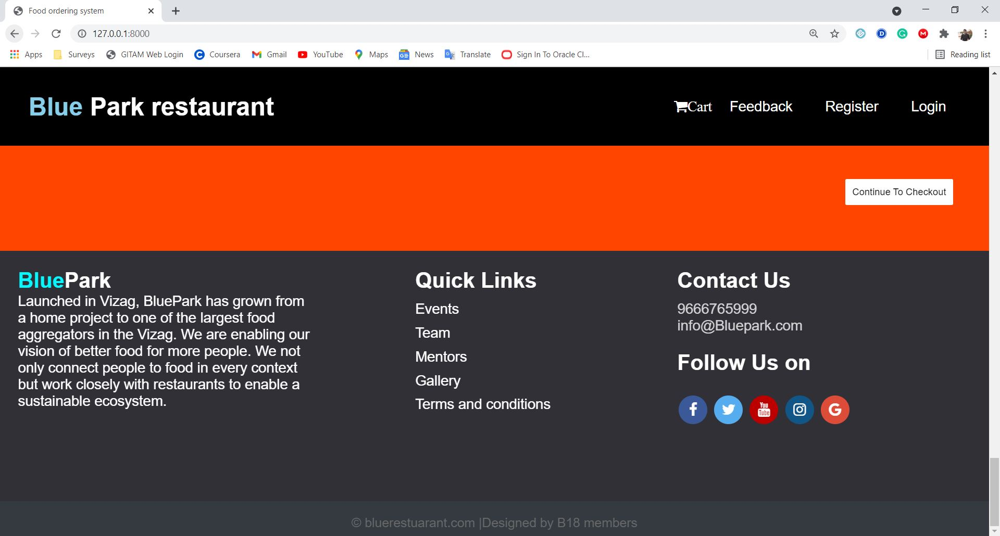 Food ordering system
127.0.0.1:8000
Apps Surveys GITAM Web Login Coursera Gmail YouTube Maps News Translate Sign In To Oracle Cl... Reading list
Blue Park restaurant Cart Feedback Register Login
Continue To Checkout
BluePark
Launched in Vizag, BluePark has grown from
a home project to one of the largest food
aggregators in the Vizag. We are enabling our
vision of better food for more people. We not
only connect people to food in every context
but work closely with restaurants to enable a
sustainable ecosystem.
Quick Links
Events
Team
Mentors
Gallery
Terms and conditions
Contact Us
9666765999
info@Bluepark.com
Follow Us on
You
Tube
© bluerestuarant.com |Designed by B18 members